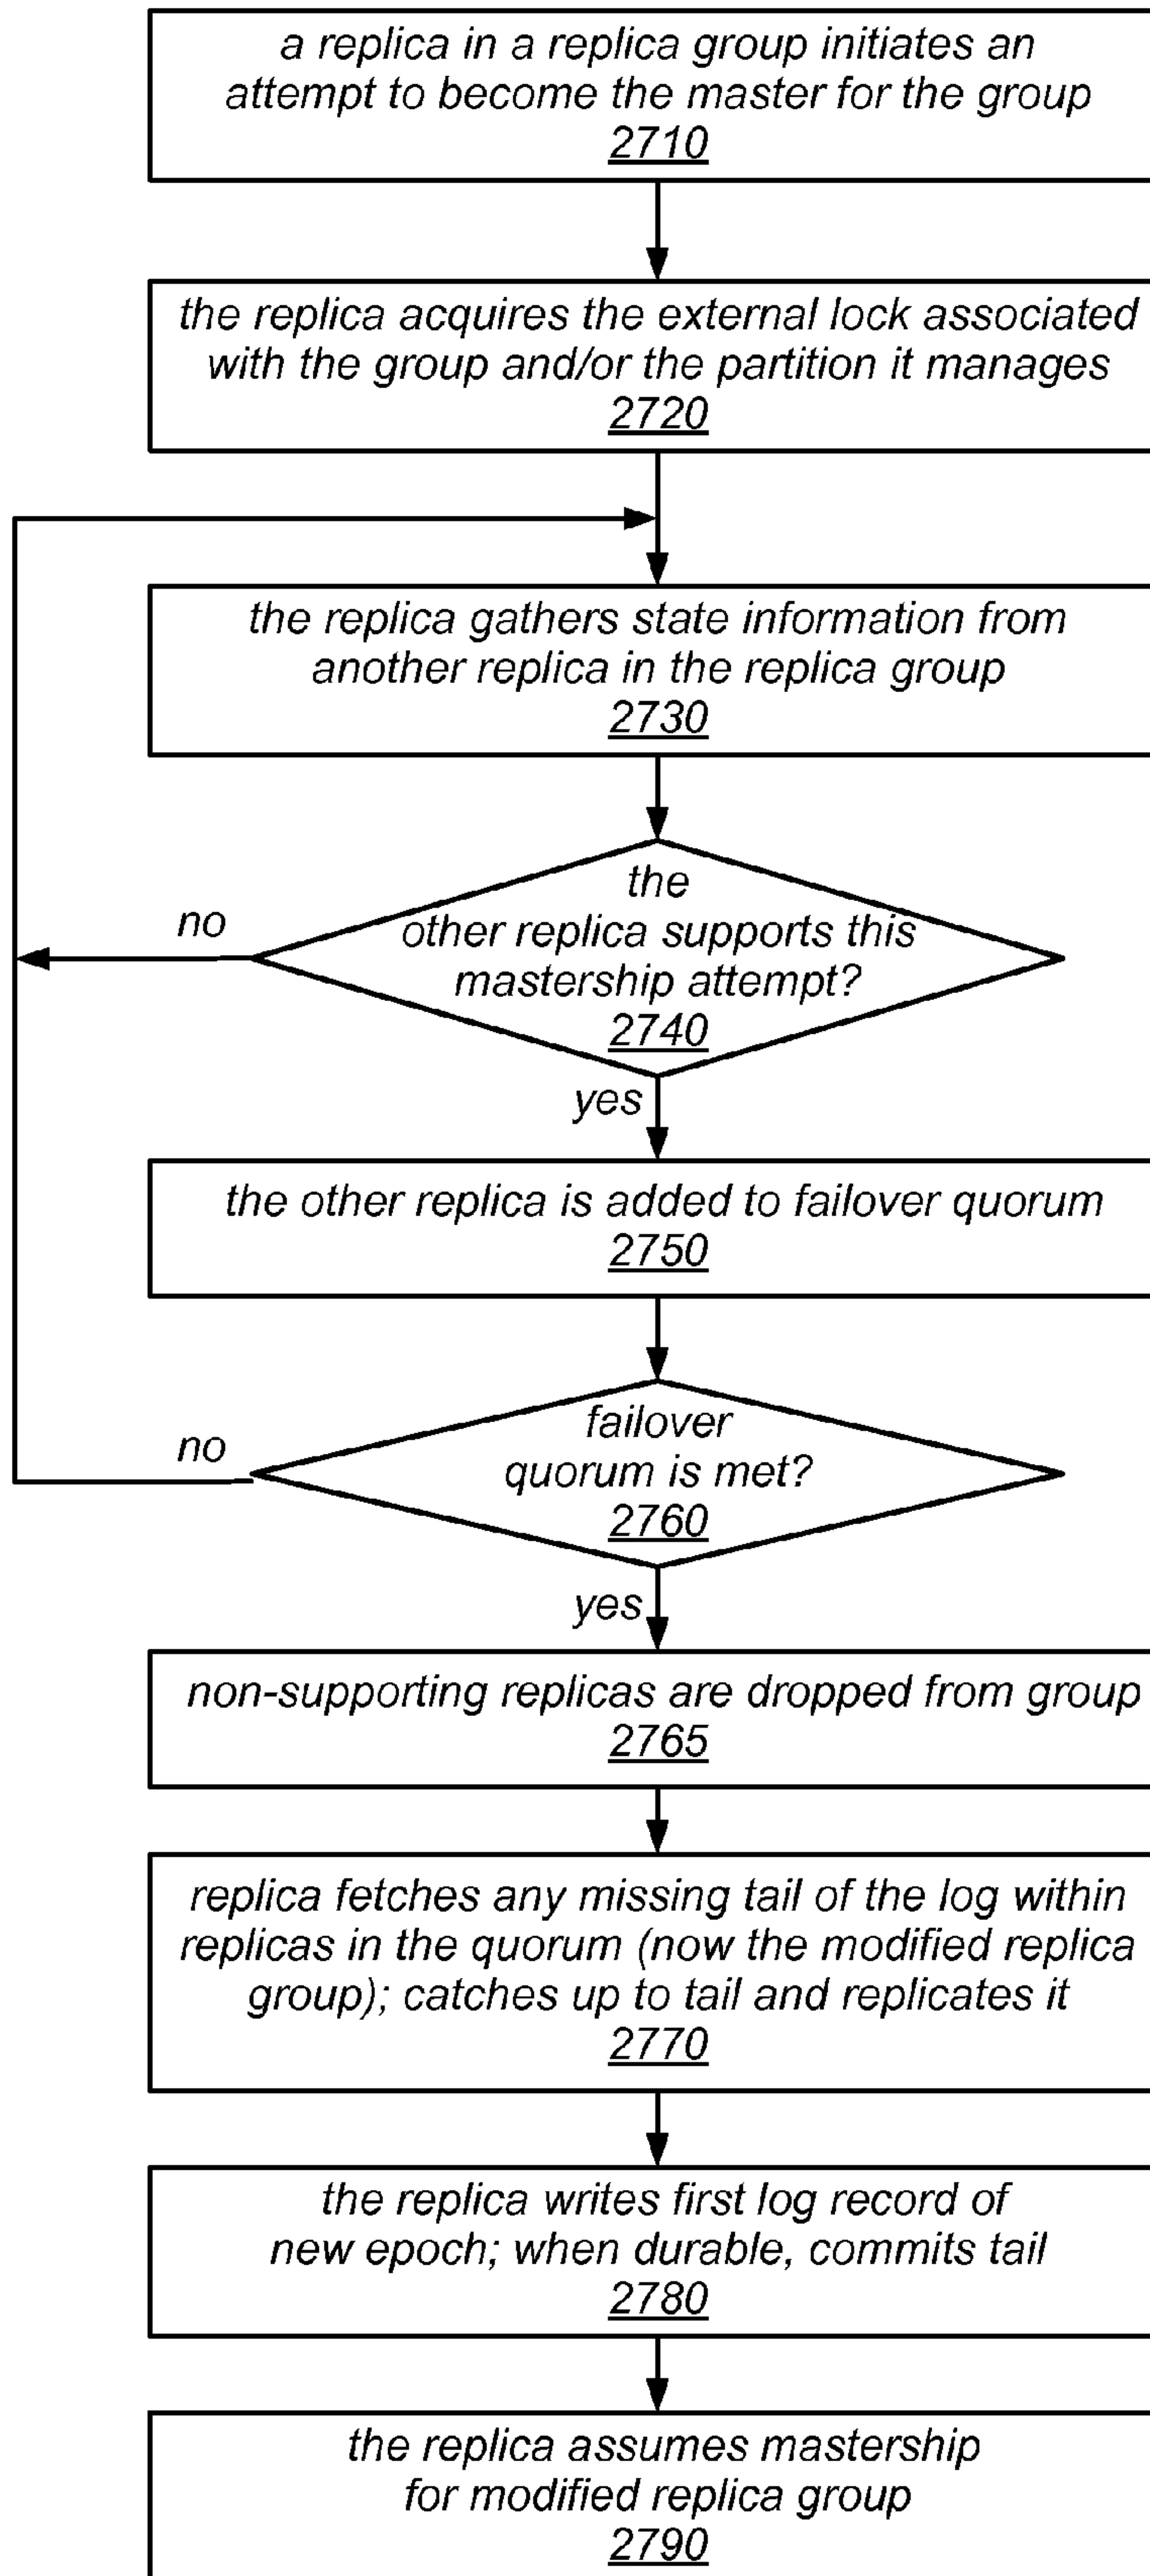 a replica in a replica group initiates an
attempt to become the master for the group
2710
the replica acquires the external lock associated
with the group and/or the partition it manages
2720
the replica gathers state information from
another replica in the replica group
2730
the
other replica supports this
mastership attempt?
2740
no
yes
the other replica is added to failover quorum
2750
failover
quorum is met?
2760
no
yes
non-supporting replicas are dropped from group
2765
replica fetches any missing tail of the log within
replicas in the quorum (now the modified replica
group); catches up to tail and replicates it
2770
the replica writes first log record of
new epoch; when durable, commits tail
2780
the replica assumes mastership
for modified replica group
2790